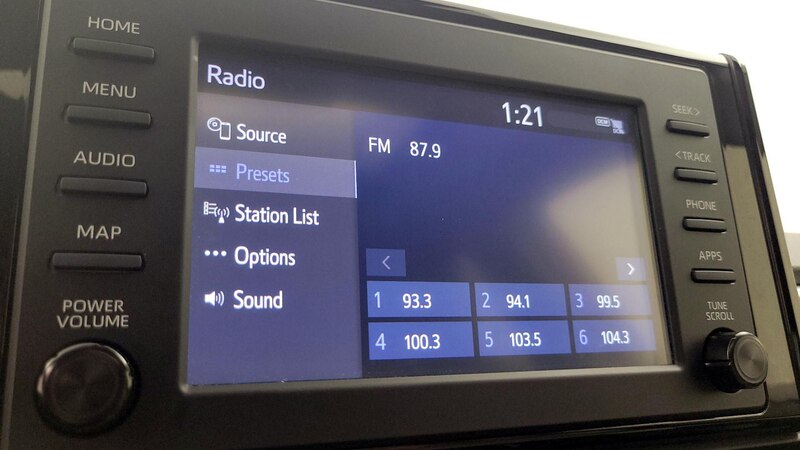 HOME
MENU
AUDIO
MAP
POWER
VOLUME
Radio
1:21
DCM
Source
Presets
Station List
Options
Sound
FM 87.9
<
>
1 93.3
2 94.1
3 99.5
4 100.3
5 103.5
6 104.3
SEEK >
< TRACK
PHONE
APPS
TUNE
SCROLL